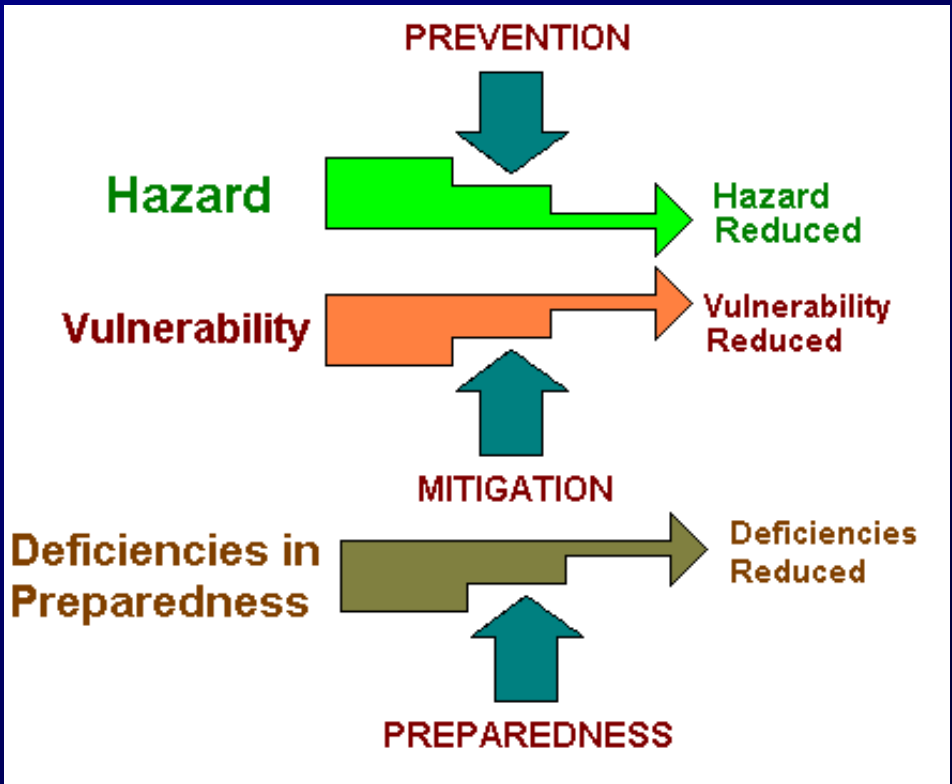 PREVENTION
Hazard
Hazard
Reduced
Vulnerability
Vulnerability
Reduced
MITIGATION
Deficiencies in
Preparedness
Deficiencies
Reduced
PREPAREDNESS